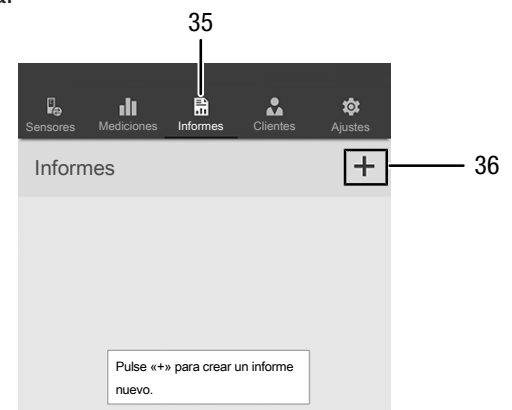 35
Sensores Mediciones Informes Clientes Ajustes
Informes
36
Pulse «+» para crear un informe
nuevo.